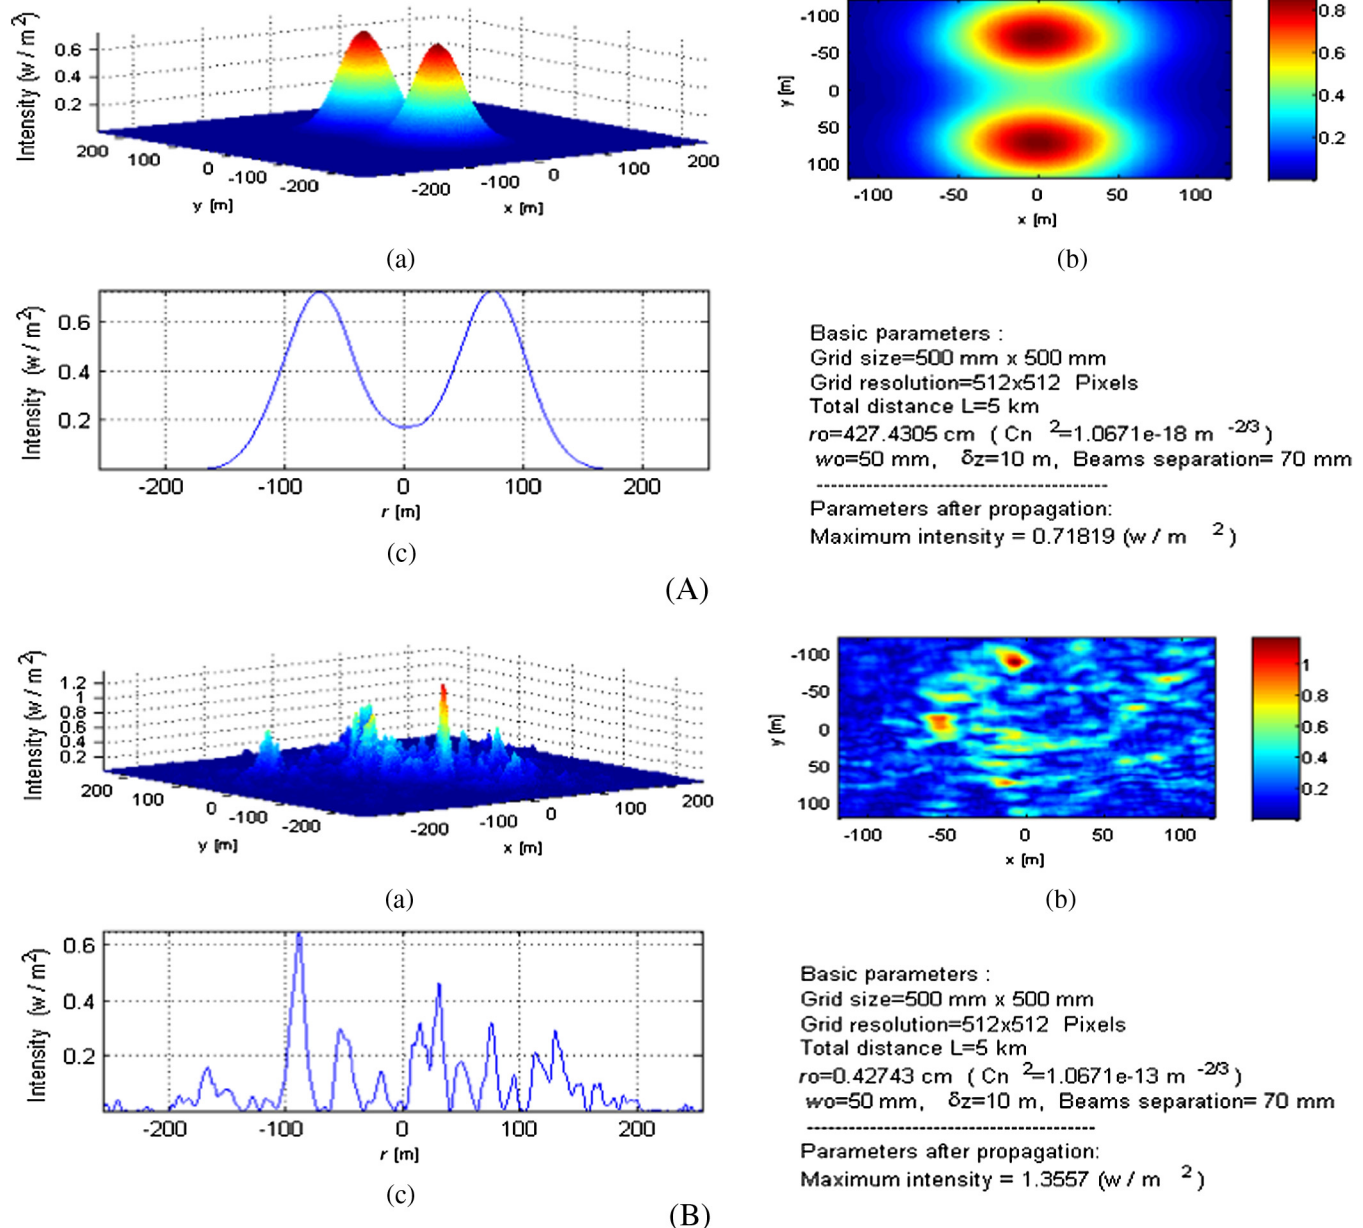 Intensity (w / m2)
0.6
0.4
0.2
200
100
0
-100
-200
y [m]
-200
-100
0
100
200
x [m]
(a)
-100
-50
0
50
100
y [m]
-100
-50
0
50
100
x [m]
0.8
0.6
0.4
0.2
(b)
Intensity (w / m2)
0.6
0.4
0.2
-200
-100
0
100
200
r [m]
(c)
Basic parameters :
Grid size=500 mm x 500 mm
Grid resolution=512x512 Pixels
Total distance L=5 km
ro=427.4305 cm ( Cn 2=1.0671e-18 m -2/3 )
wo=50 mm, δz=10 m, Beams separation= 70 mm
-----------------------------------------
Parameters after propagation:
Maximum intensity = 0.71819 (w / m 2 )
(A)
Intensity (w / m2)
1.2
1
0.8
0.6
0.4
0.2
200
100
0
-100
-200
y [m]
-200
-100
0
100
200
x [m]
(a)
-100
-50
0
50
100
y [m]
-100
-50
0
50
100
x [m]
1
0.8
0.6
0.4
0.2
(b)
Intensity (w / m2)
0.6
0.4
0.2
-200
-100
0
100
200
r [m]
(c)
Basic parameters :
Grid size=500 mm x 500 mm
Grid resolution=512x512 Pixels
Total distance L=5 km
ro=0.42743 cm ( Cn 2=1.0671e-13 m -2/3 )
wo=50 mm, δz=10 m, Beams separation= 70 mm
-----------------------------------------
Parameters after propagation:
Maximum intensity = 1.3557 (w / m 2 )
(B)